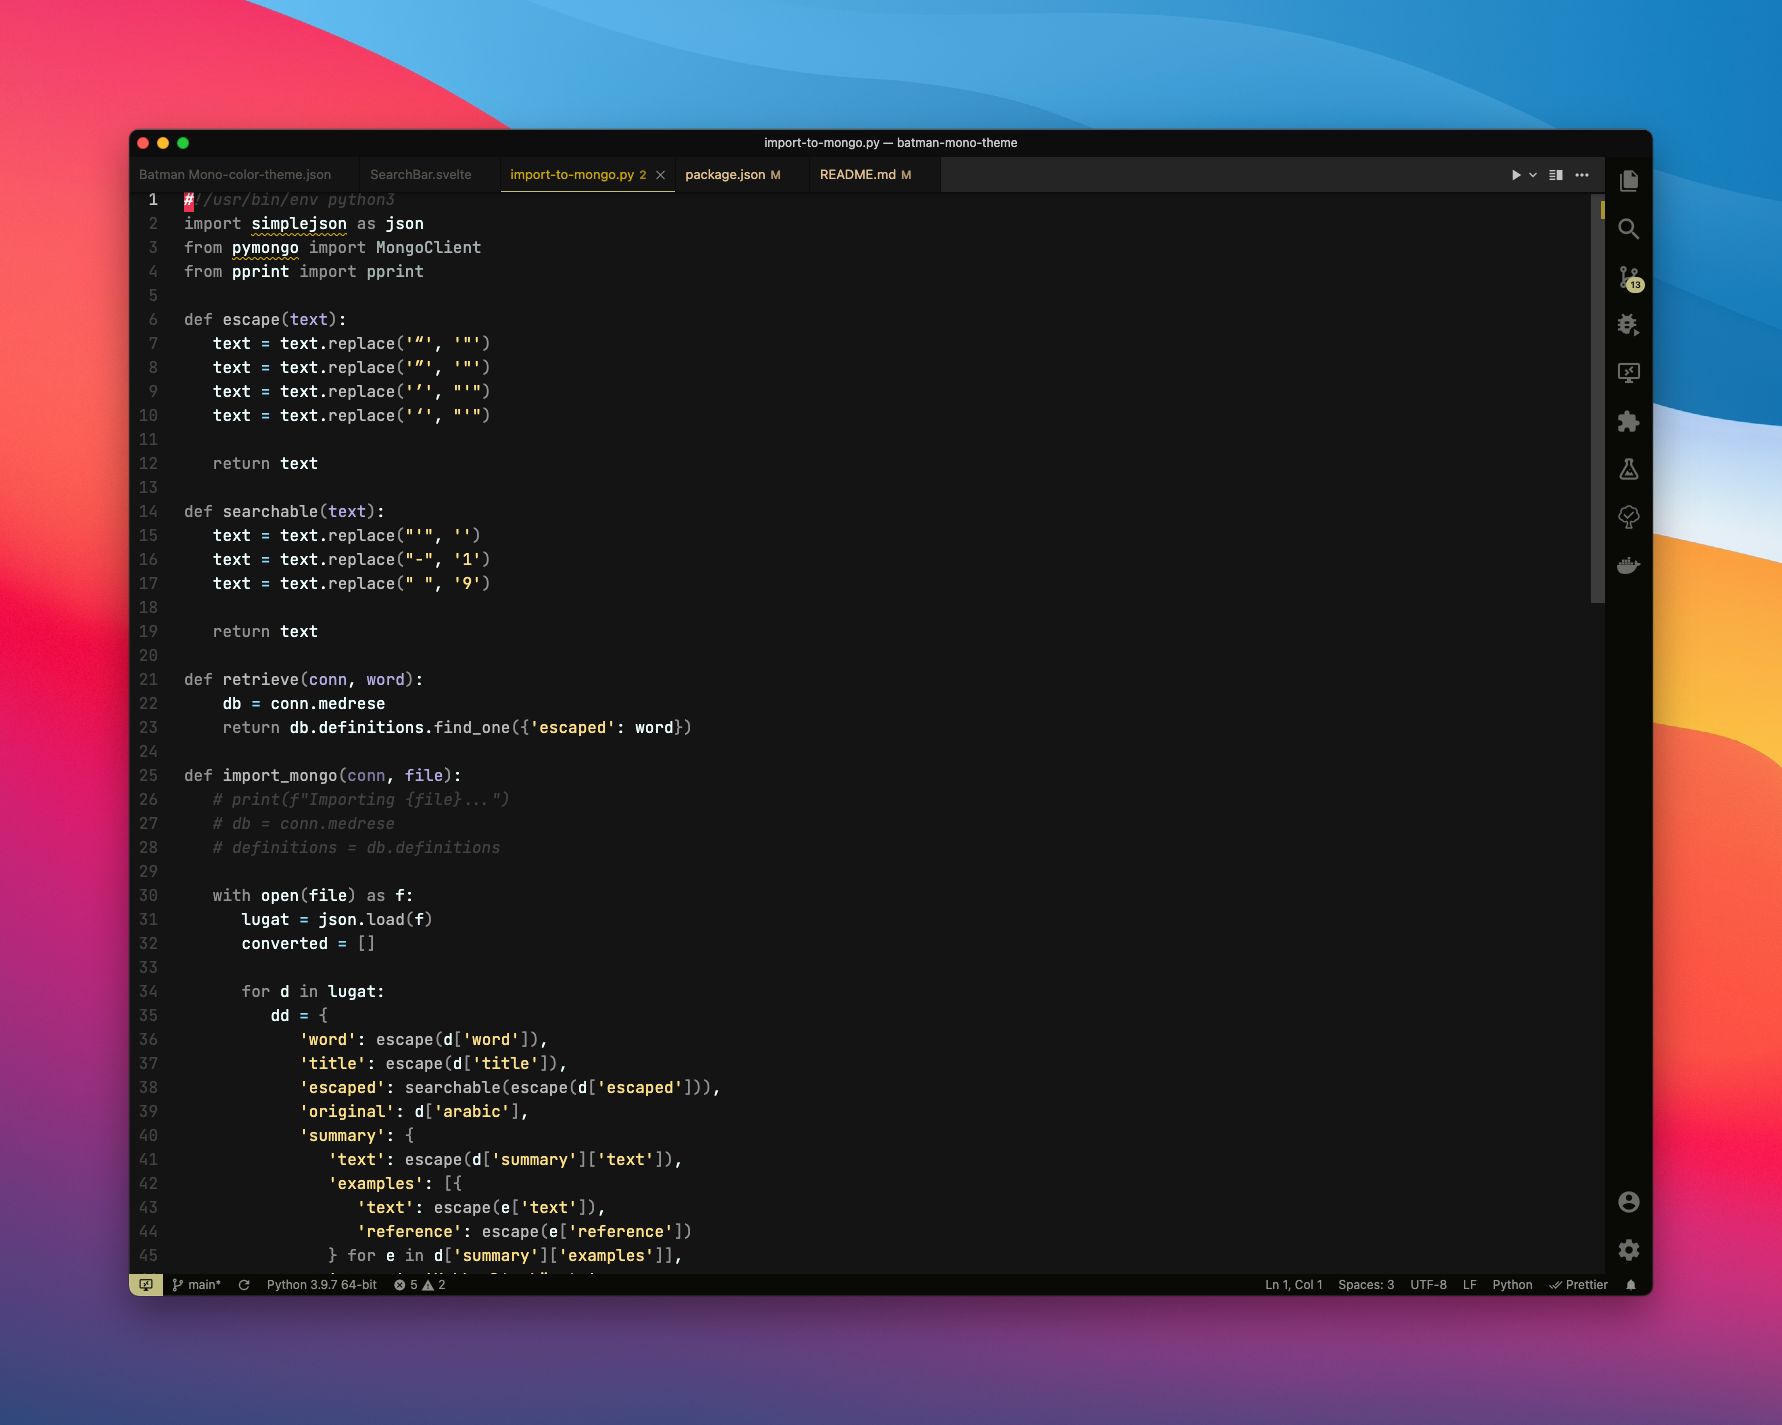 import-to-mongo.py — batman-mono-theme
Batman Mono-color-theme.json SearchBar.svelte import-to-mongo.py 2 package.json M README.md M
1 #!/usr/bin/env python3
2 import simplejson as json
3 from pymongo import MongoClient
4 from pprint import pprint
5
6 def escape(text):
7 text = text.replace('“', '"')
8 text = text.replace('”', '"')
9 text = text.replace('’', "'")
10 text = text.replace('‘', "'")
11
12 return text
13
14 def searchable(text):
15 text = text.replace("'", '')
16 text = text.replace("-", '1')
17 text = text.replace(" ", '9')
18
19 return text
20
21 def retrieve(conn, word):
22 db = conn.medrese
23 return db.definitions.find_one({'escaped': word})
24
25 def import_mongo(conn, file):
26 # print(f"Importing {file}...")
27 # db = conn.medrese
28 # definitions = db.definitions
29
30 with open(file) as f:
31 lugat = json.load(f)
32 converted = []
33
34 for d in lugat:
35 dd = {
36 'word': escape(d['word']),
37 'title': escape(d['title']),
38 'escaped': searchable(escape(d['escaped'])),
39 'original': d['arabic'],
40 'summary': {
41 'text': escape(d['summary']['text']),
42 'examples': [{
43 'text': escape(e['text']),
44 'reference': escape(e['reference'])
45 } for e in d['summary']['examples']],
13
main* Python 3.9.7 64-bit 5 2 Ln 1, Col 1 Spaces: 3 UTF-8 LF Python Prettier